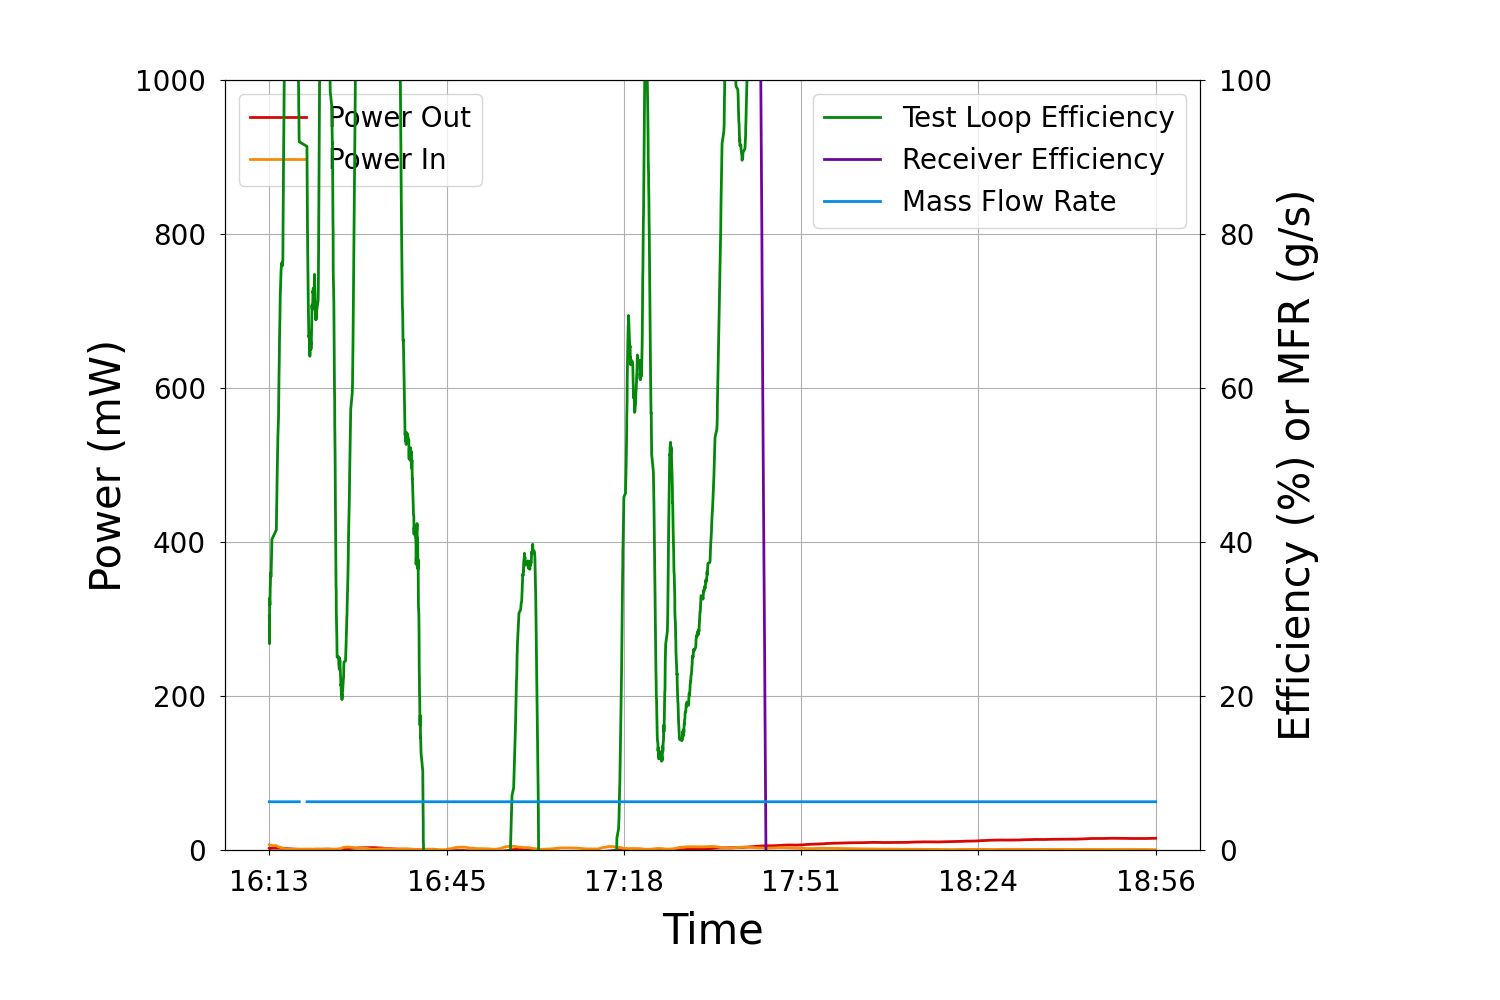 1000
800
600
400
200
0
Power (mW)
Power Out
Power In
Test Loop Efficiency
Receiver Efficiency
Mass Flow Rate
100
80
60
40
20
0
Efficiency (%) or MFR (g/s)
16:13 16:45 17:18 17:51 18:24 18:56
Time